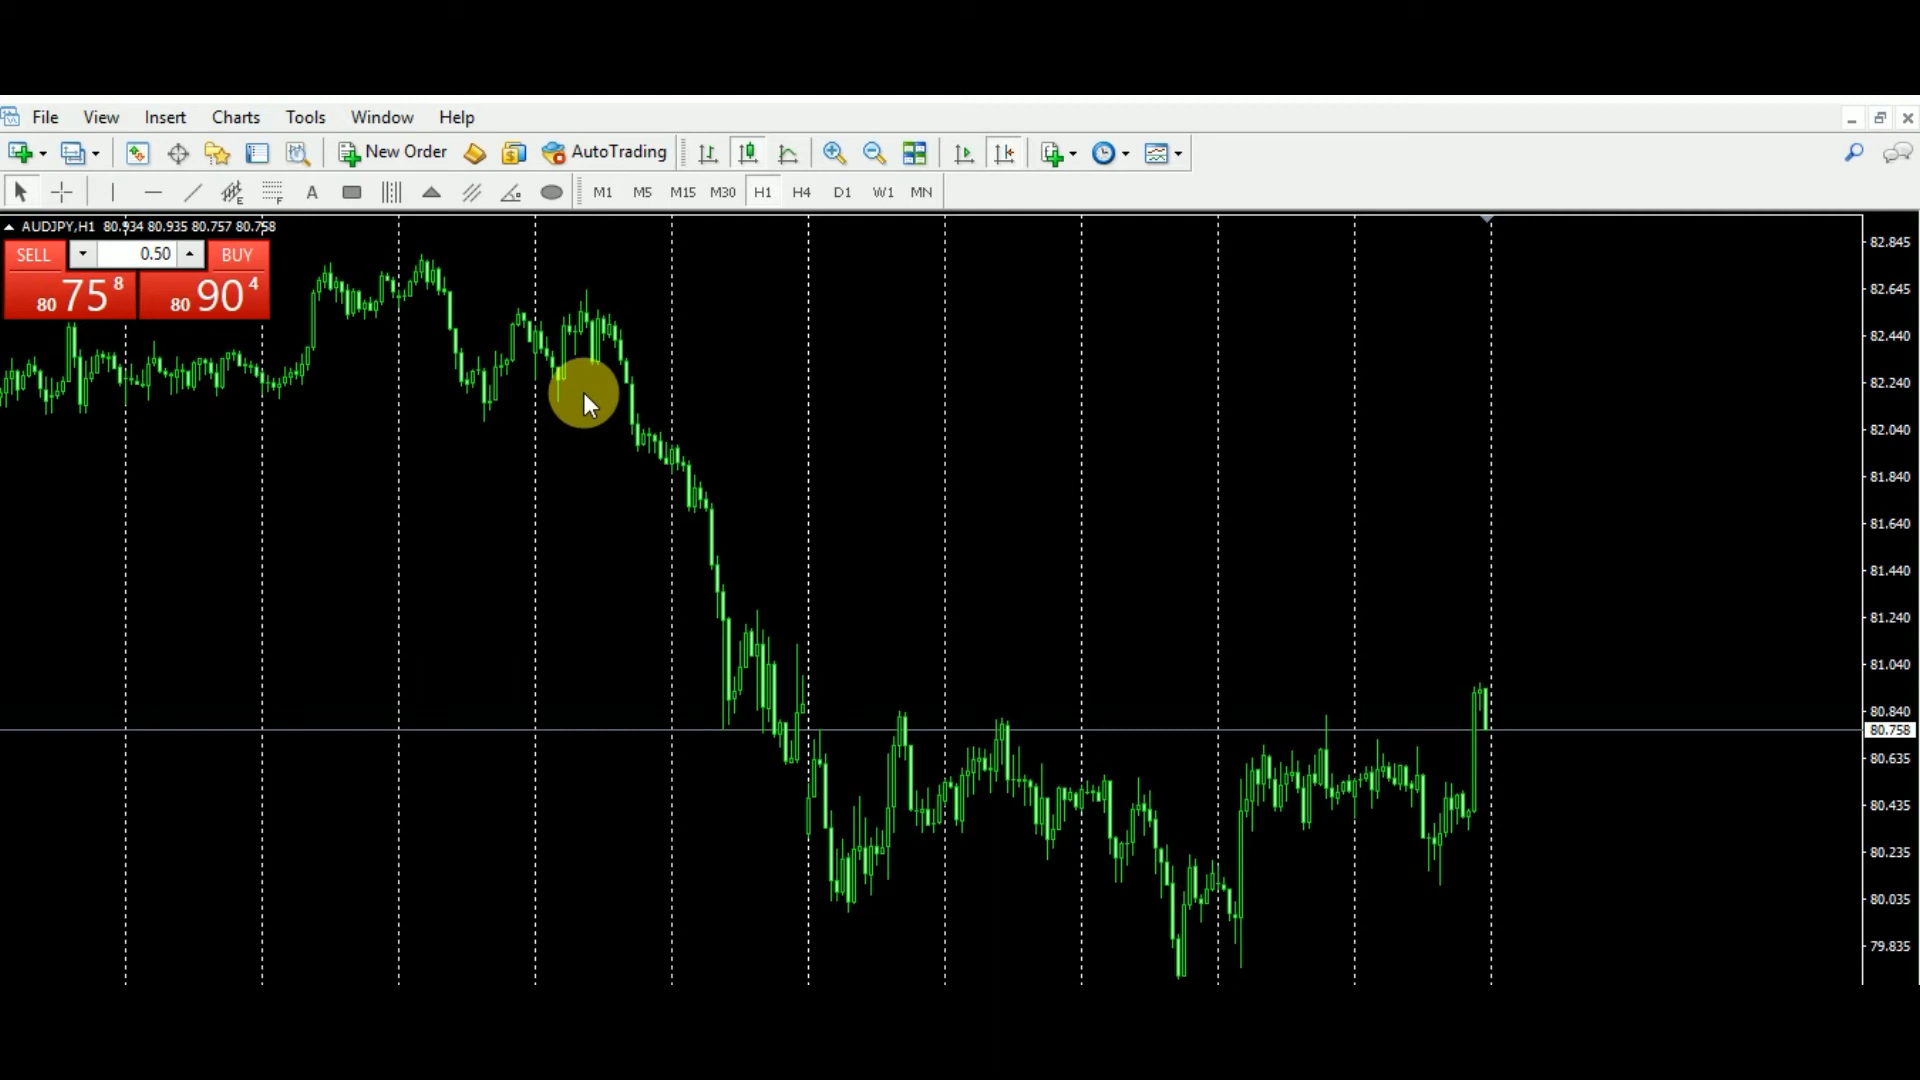 File View Insert Charts Tools Window Help
New Order AutoTrading
E F A M1 M5 M15 M30 H1 H4 D1 W1 MN
AUDJPY,H1 80.934 80.935 80.757 80.758
SELL 0.50 BUY
80 75 8 80 90 4
82.845
82.645
82.440
82.240
82.040
81.840
81.640
81.440
81.240
81.040
80.840
80.758
80.635
80.435
80.235
80.035
79.835